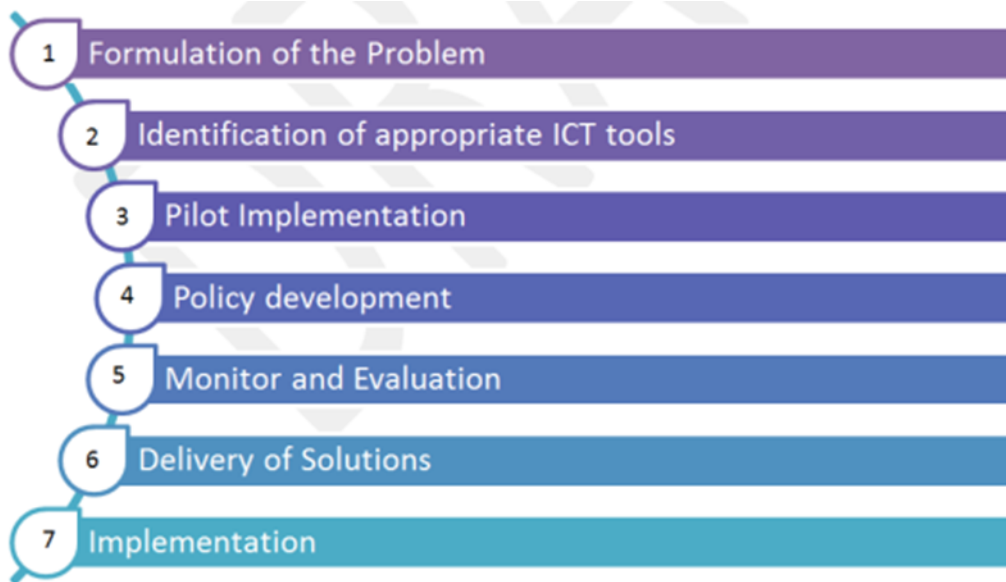 1 Formulation of the Problem
2 Identification of appropriate ICT tools
3 Pilot Implementation
4 Policy development
5 Monitor and Evaluation
6 Delivery of Solutions
7 Implementation